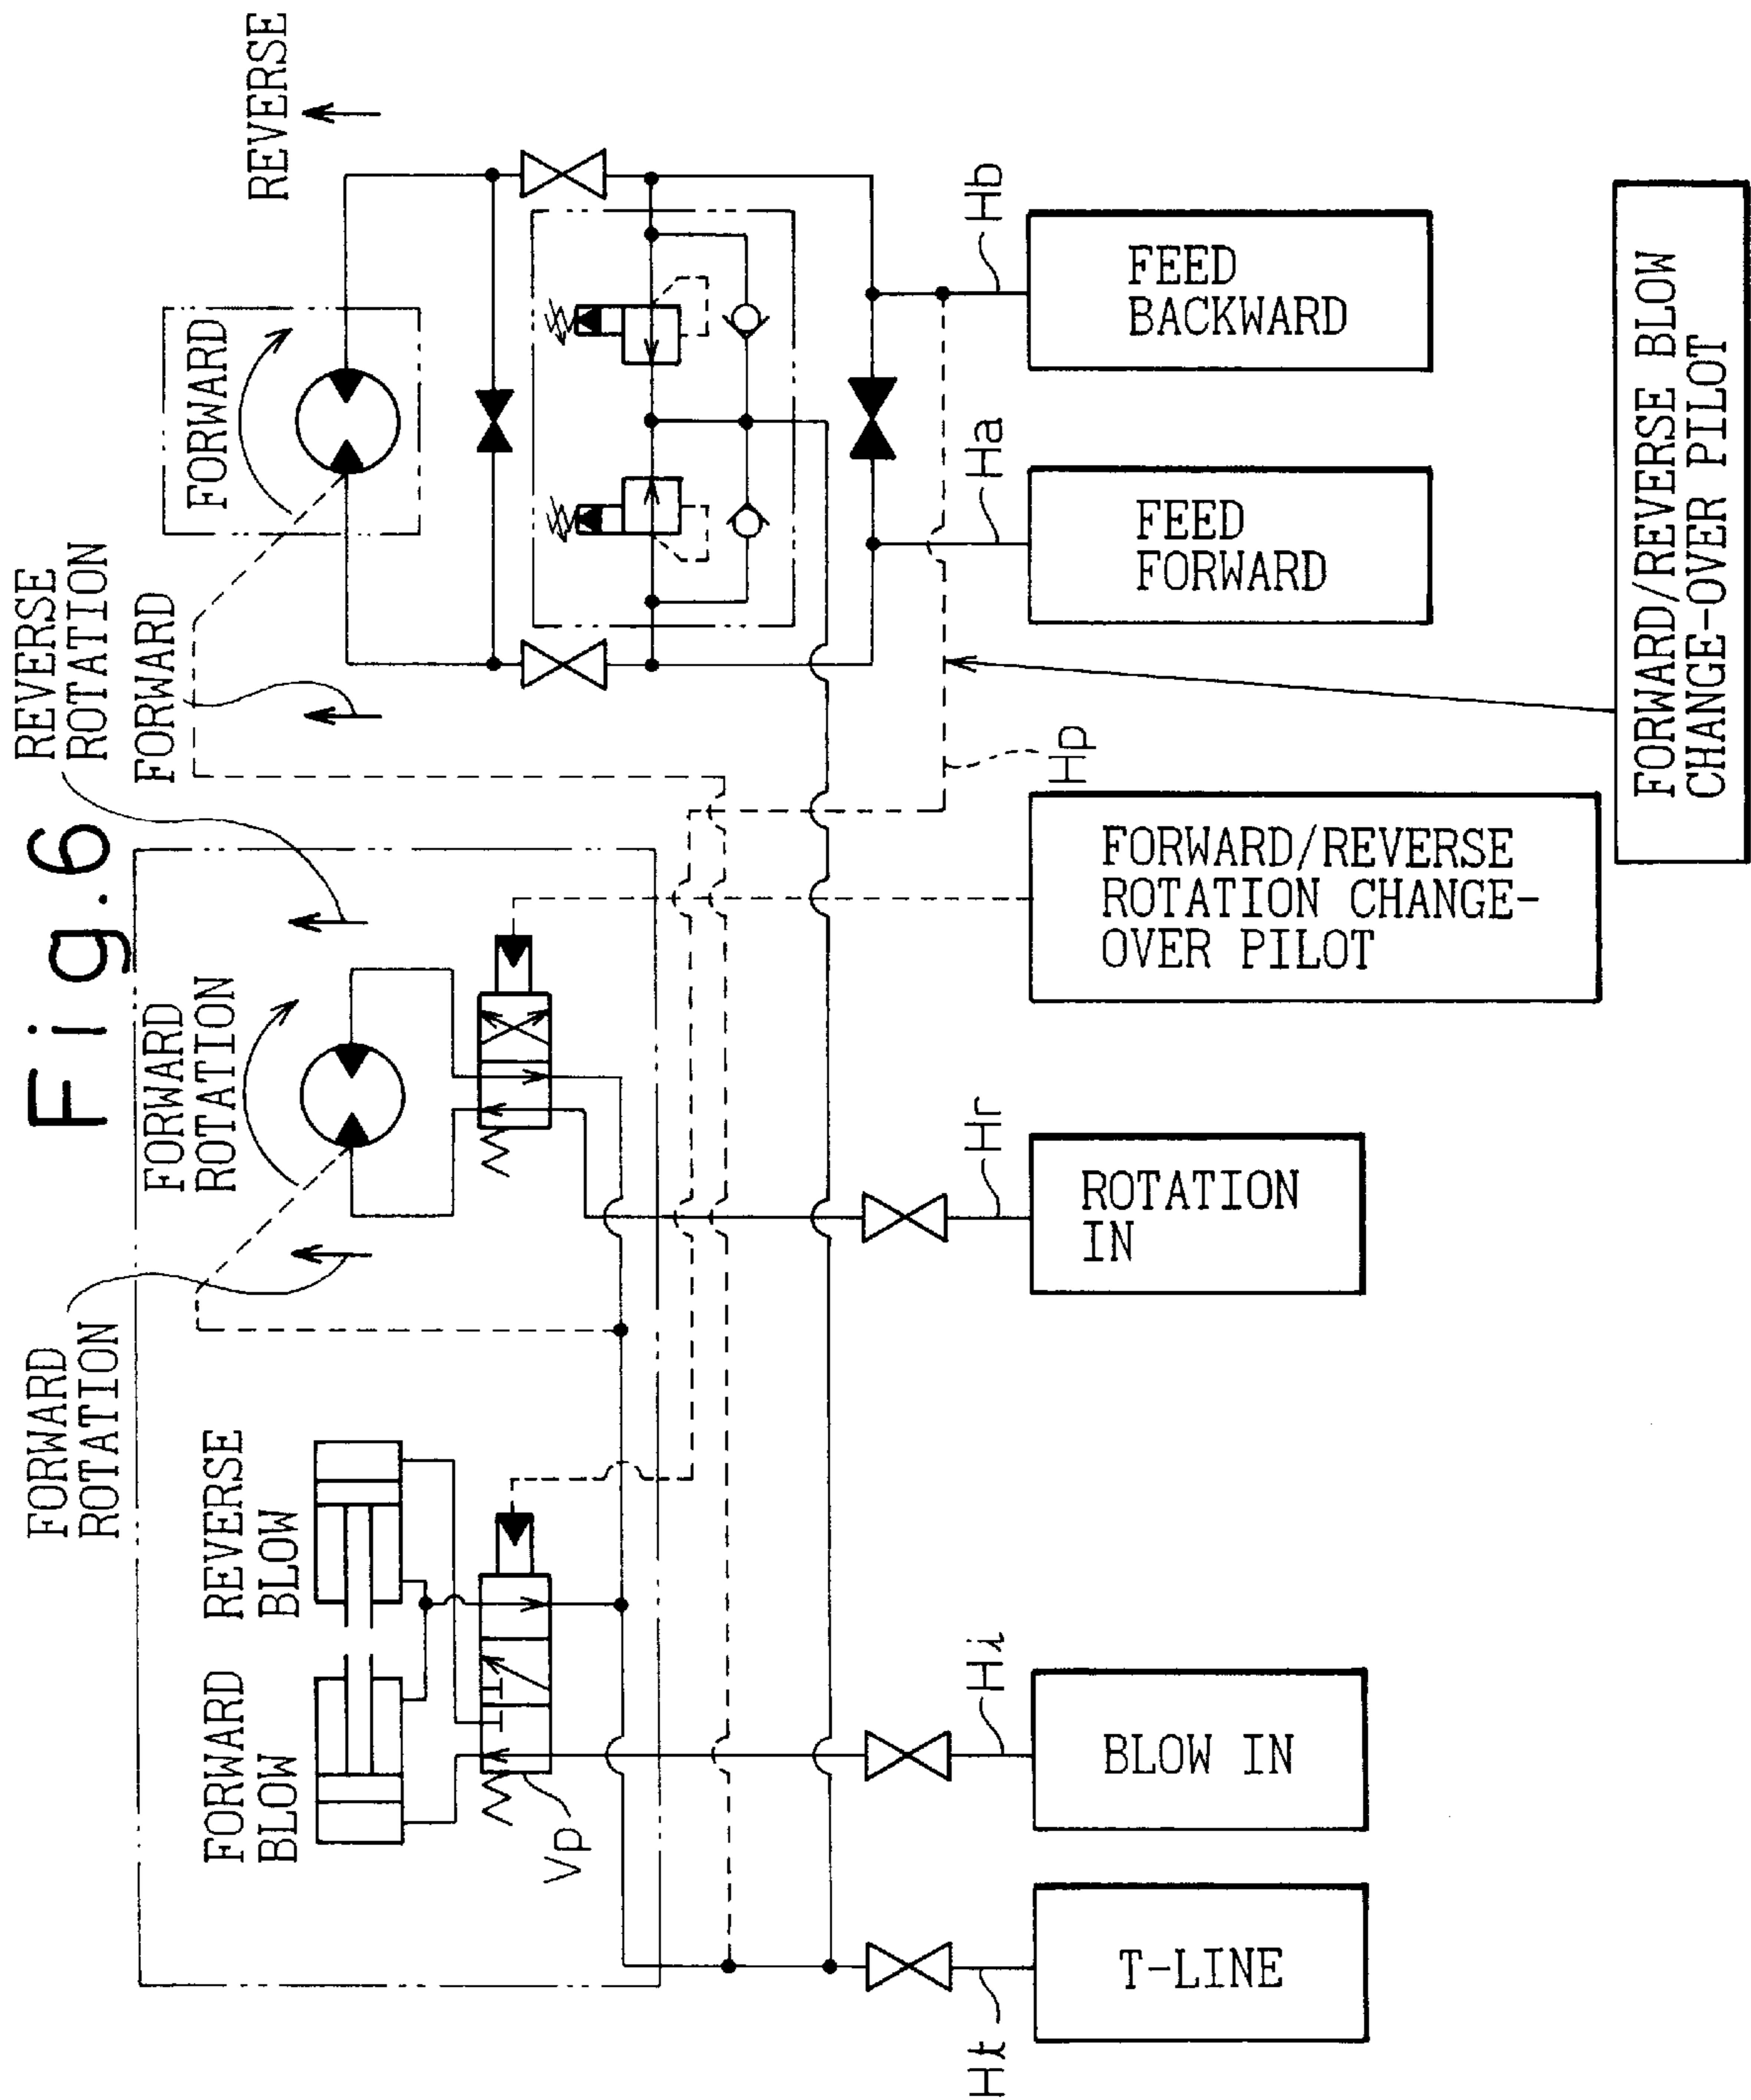 Fig.6
FORWARD
BLOW
REVERSE
BLOW
FORWARD
ROTATION
FORWARD
ROTATION
REVERSE
ROTATION
FORWARD
FORWARD
REVERSE
Vp
Ht
Hi
Hr
Hp
Ha
Hb
T-LINE
BLOW IN
ROTATION
IN
FORWARD/REVERSE
ROTATION CHANGE-
OVER PILOT
FEED
FORWARD
FEED
BACKWARD
FORWARD/REVERSE BLOW
CHANGE-OVER PILOT